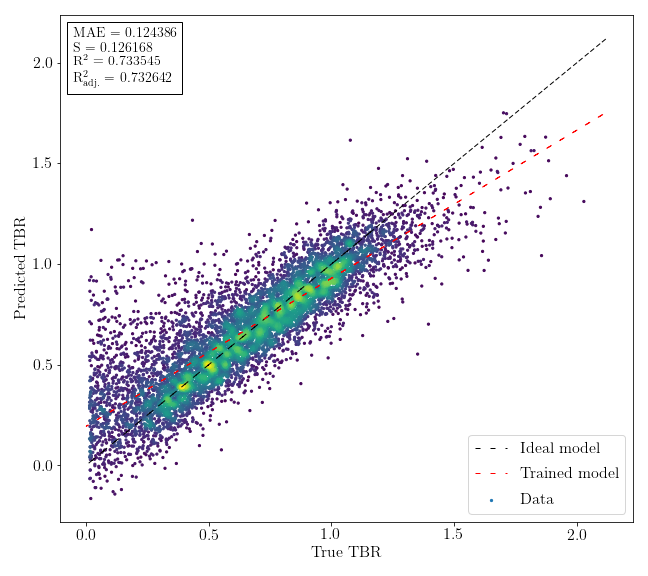 MAE = 0.124386
S = 0.126168
R² = 0.733545
R²adj. = 0.732642
2.0
1.5
1.0
0.5
0.0
Predicted TBR
0.0 0.5 1.0 1.5 2.0
True TBR
Ideal model
Trained model
Data